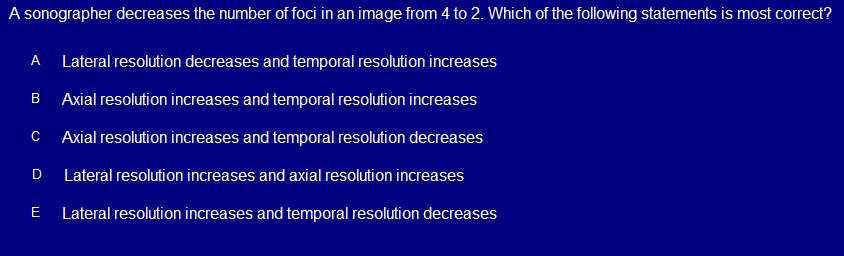 A sonographer decreases the number of foci in an image from 4 to 2. Which of the following statements is most correct?
A Lateral resolution decreases and temporal resolution increases
B Axial resolution increases and temporal resolution increases
C Axial resolution increases and temporal resolution decreases
D Lateral resolution increases and axial resolution increases
E Lateral resolution increases and temporal resolution decreases